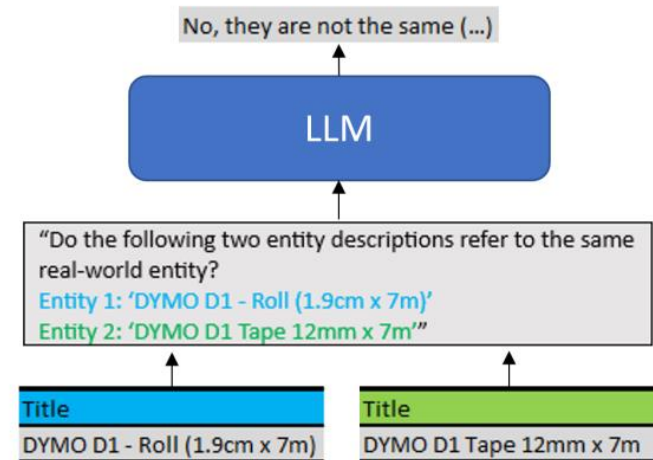 No, they are not the same (...)
LLM
“Do the following two entity descriptions refer to the same
real-world entity?
Entity 1: ‘DYMO D1 - Roll (1.9cm x 7m)’
Entity 2: ‘DYMO D1 Tape 12mm x 7m’”
Title
DYMO D1 - Roll (1.9cm x 7m)
Title
DYMO D1 Tape 12mm x 7m